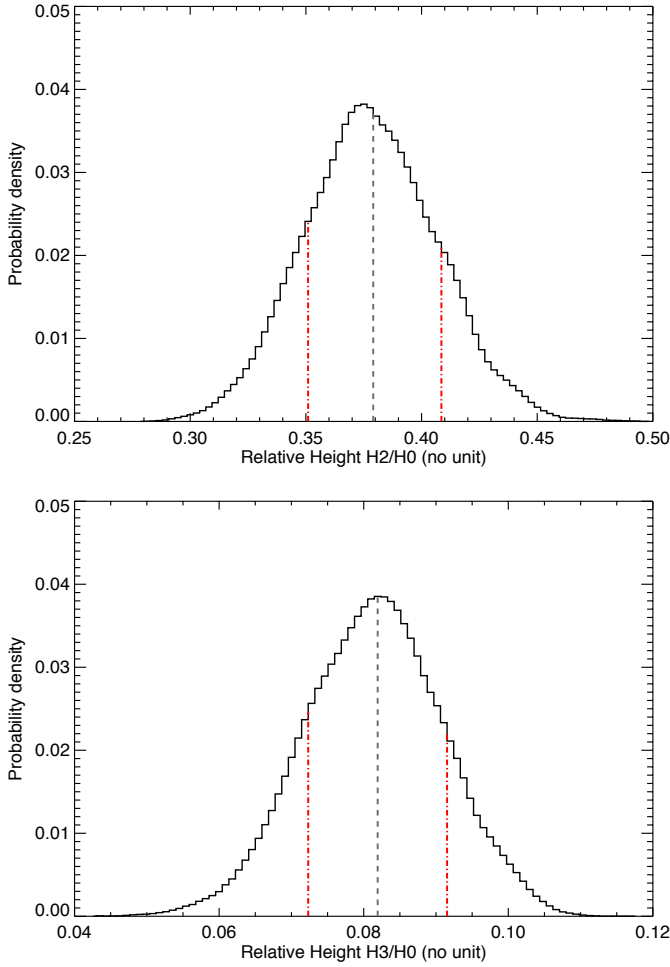 0.05
0.04
0.03
0.02
0.01
0.00
Probability density
0.25 0.30 0.35 0.40 0.45 0.50
Relative Height H2/H0 (no unit)
0.05
0.04
0.03
0.02
0.01
0.00
Probability density
0.04 0.06 0.08 0.10 0.12
Relative Height H3/H0 (no unit)